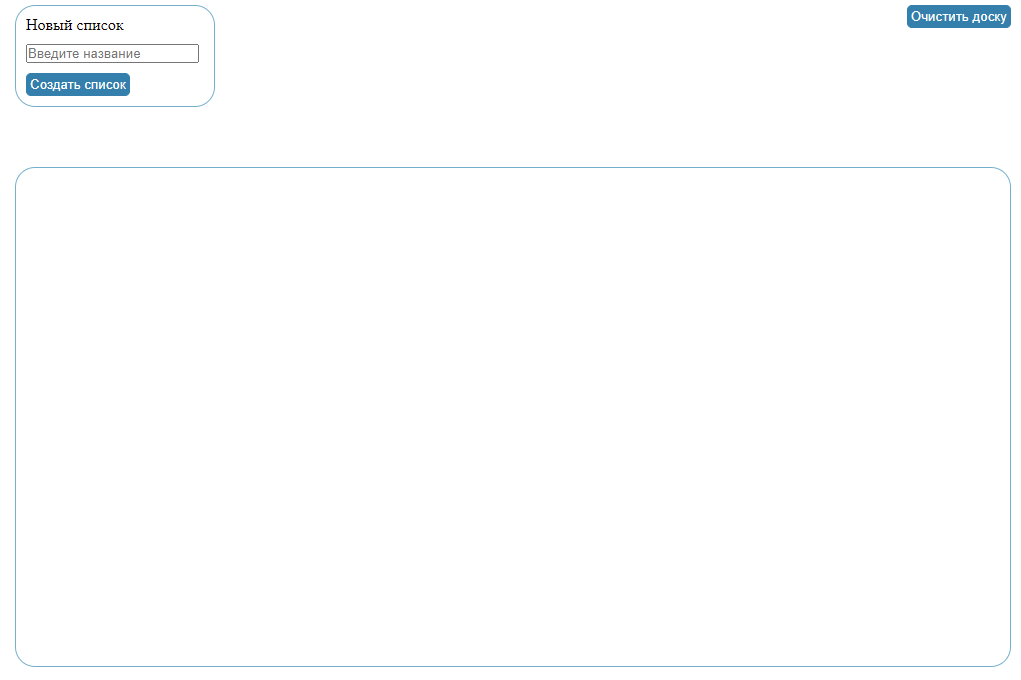 Новый список
Введите название
Создать список
Очистить доску